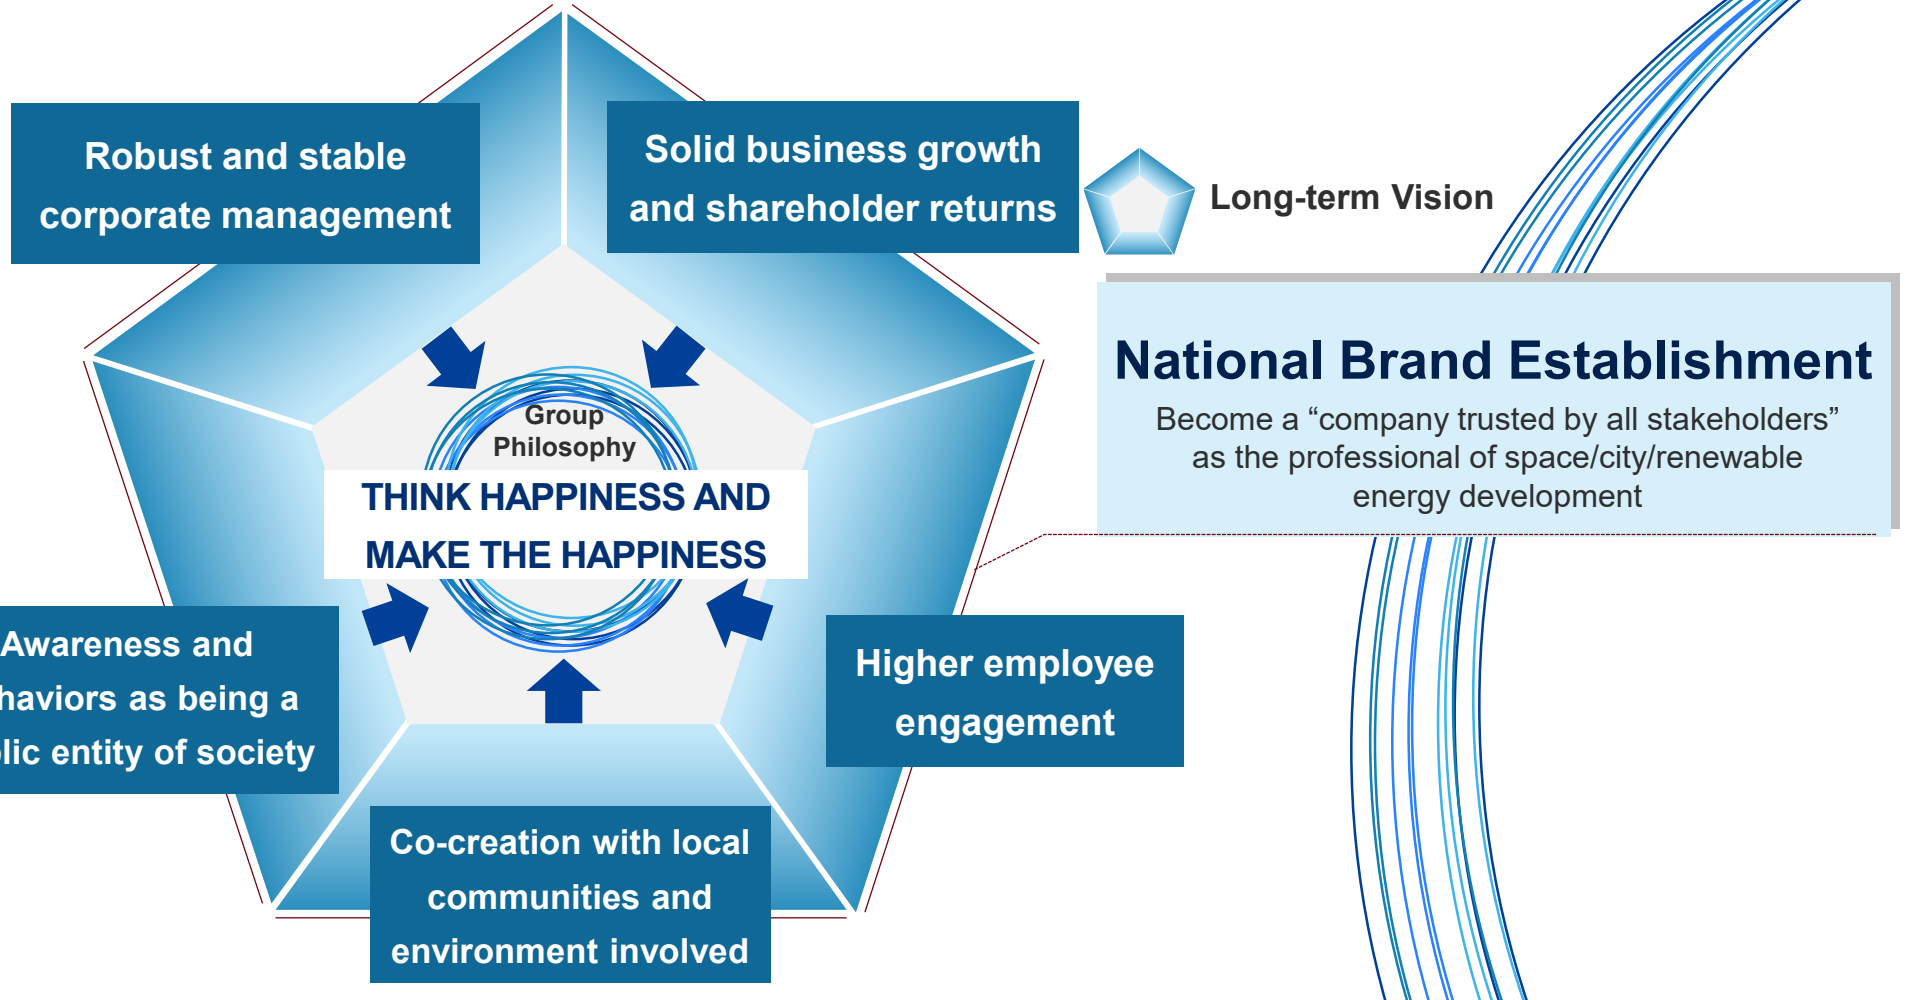 Robust and stable
corporate management
Solid business growth
and shareholder returns
Long-term Vision
National Brand Establishment
Become a “company trusted by all stakeholders”
as the professional of space/city/renewable
energy development
Group
Philosophy
THINK HAPPINESS AND
MAKE THE HAPPINESS
Awareness and
haviors as being a
lic entity of society
Higher employee
engagement
Co-creation with local
communities and
environment involved